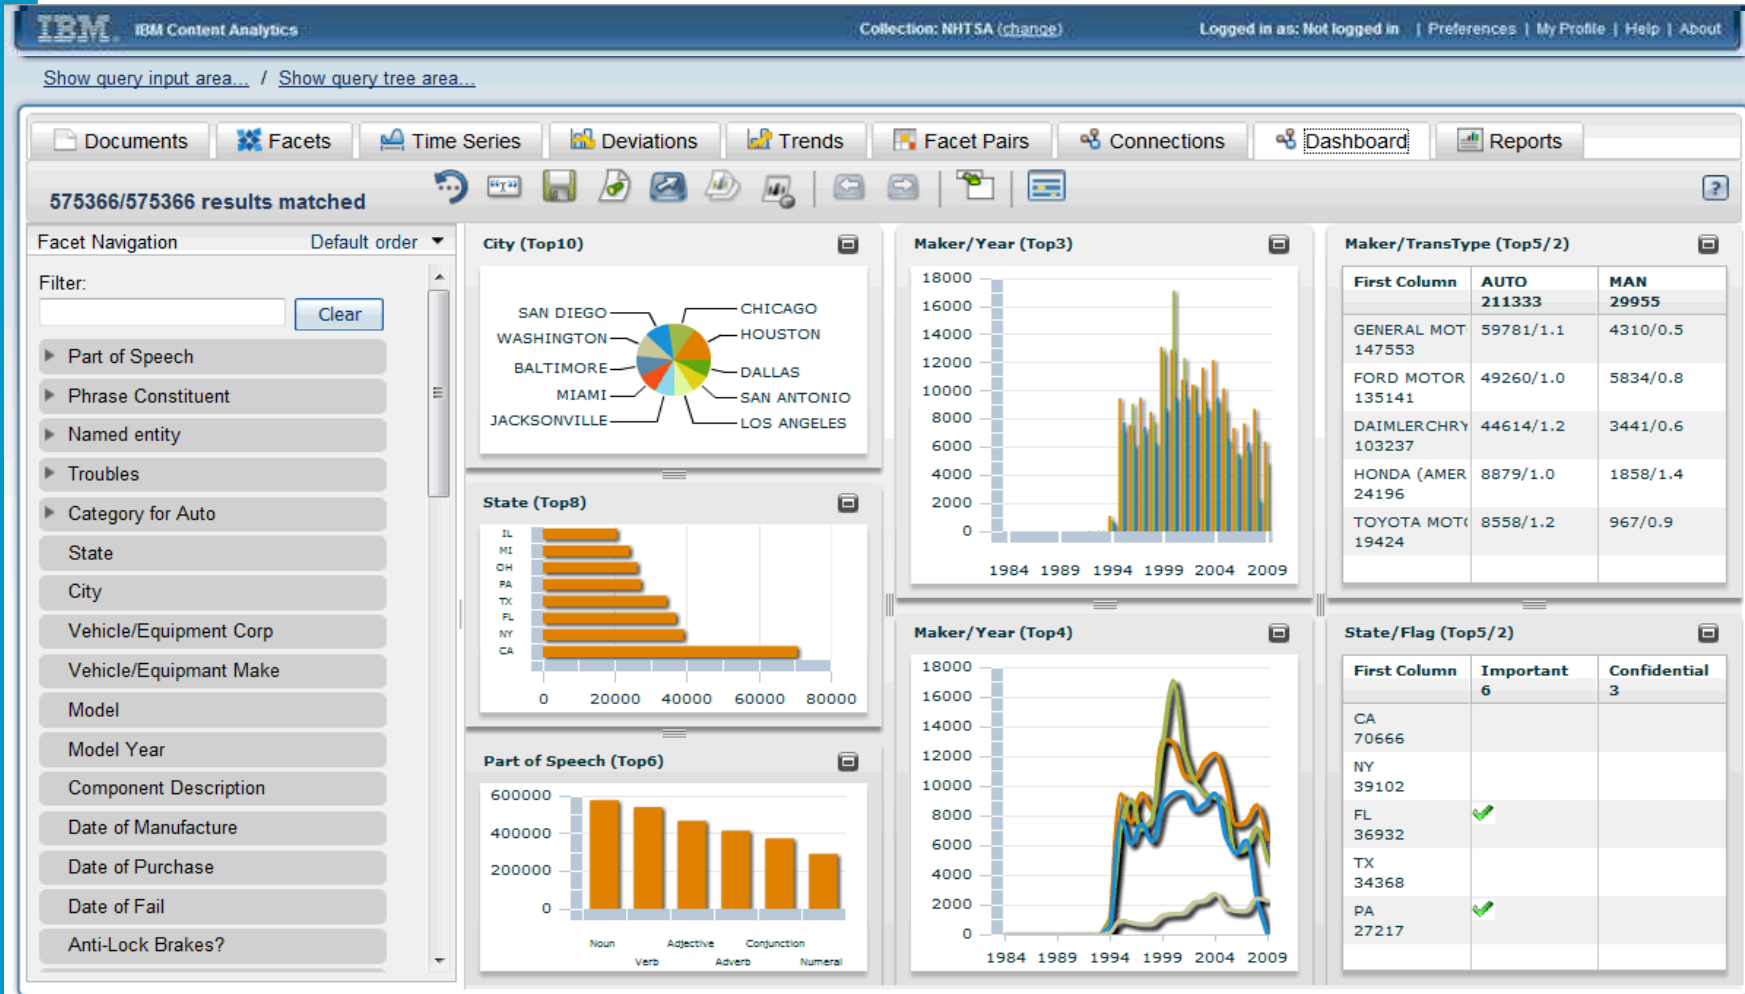 IBM. IBM Content Analytics Collection: NHTSA (change) Logged in as: Not logged in | Preferences | My Profile | Help | About
Show query input area... / Show query tree area...
Documents Facets Time Series Deviations Trends Facet Pairs Connections Dashboard Reports
575366/575366 results matched
Facet Navigation Default order
Filter:
Clear
Part of Speech
Phrase Constituent
Named entity
Troubles
Category for Auto
State
City
Vehicle/Equipment Corp
Vehicle/Equipmant Make
Model
Model Year
Component Description
Date of Manufacture
Date of Purchase
Date of Fail
Anti-Lock Brakes?
City (Top10)
SAN DIEGO CHICAGO
WASHINGTON HOUSTON
BALTIMORE DALLAS
MIAMI SAN ANTONIO
JACKSONVILLE LOS ANGELES
State (Top8)
IL
MI
OH
PA
TX
FL
NY
CA
0 20000 40000 60000 80000
Part of Speech (Top6)
600000
400000
200000
0
Noun Adjective Conjunction
Verb Adverb Numeral
Maker/Year (Top3)
18000
16000
14000
12000
10000
8000
6000
4000
2000
0
1984 1989 1994 1999 2004 2009
Maker/Year (Top4)
18000
16000
14000
12000
10000
8000
6000
4000
2000
0
1984 1989 1994 1999 2004 2009
Maker/TransType (Top5/2)
First Column AUTO MAN
211333 29955
GENERAL MOT 59781/1.1 4310/0.5
147553
FORD MOTOR 49260/1.0 5834/0.8
135141
DAIMLERCHRY 44614/1.2 3441/0.6
103237
HONDA (AMER 8879/1.0 1858/1.4
24196
TOYOTA MOT 8558/1.2 967/0.9
19424
State/Flag (Top5/2)
First Column Important Confidential
6 3
CA
70666
NY
39102
FL
36932
TX
34368
PA
27217